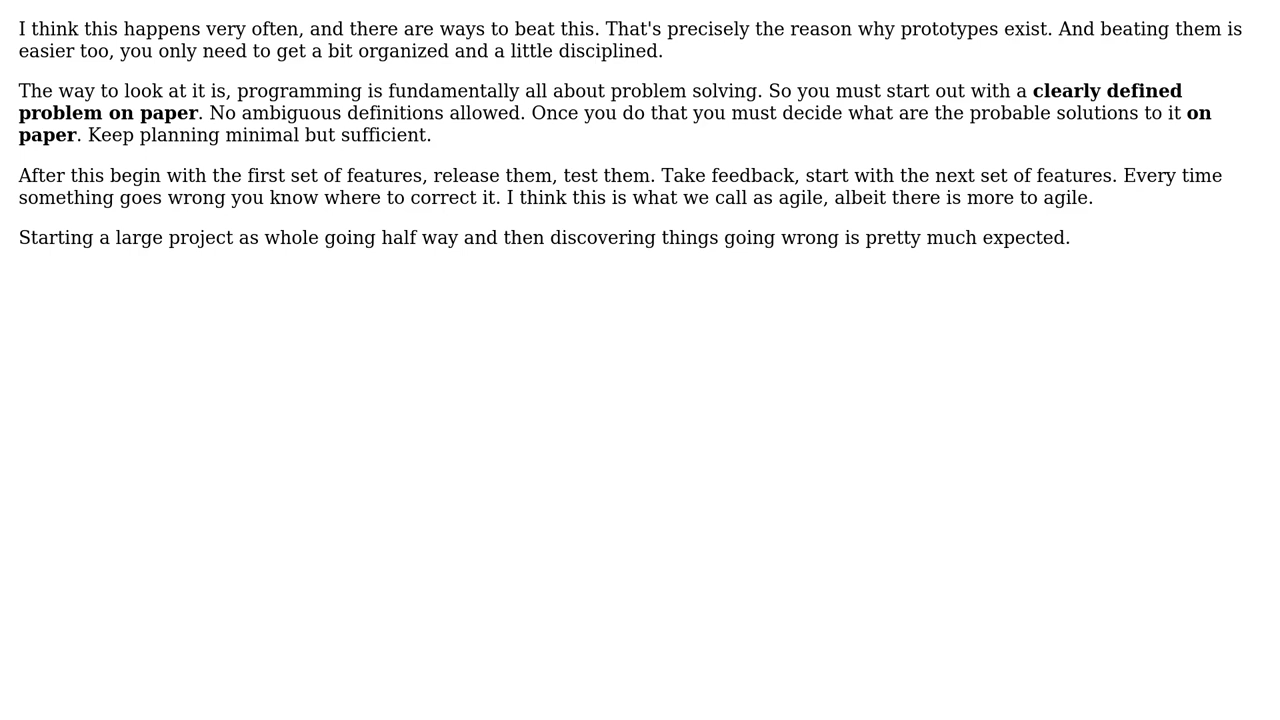 I think this happens very often, and there are ways to beat this. That's precisely the reason why prototypes exist. And beating them is
easier too, you only need to get a bit organized and a little disciplined.
The way to look at it is, programming is fundamentally all about problem solving. So you must start out with a clearly defined
problem on paper. No ambiguous definitions allowed. Once you do that you must decide what are the probable solutions to it on
paper. Keep planning minimal but sufficient.
After this begin with the first set of features, release them, test them. Take feedback, start with the next set of features. Every time
something goes wrong you know where to correct it. I think this is what we call as agile, albeit there is more to agile.
Starting a large project as whole going half way and then discovering things going wrong is pretty much expected.